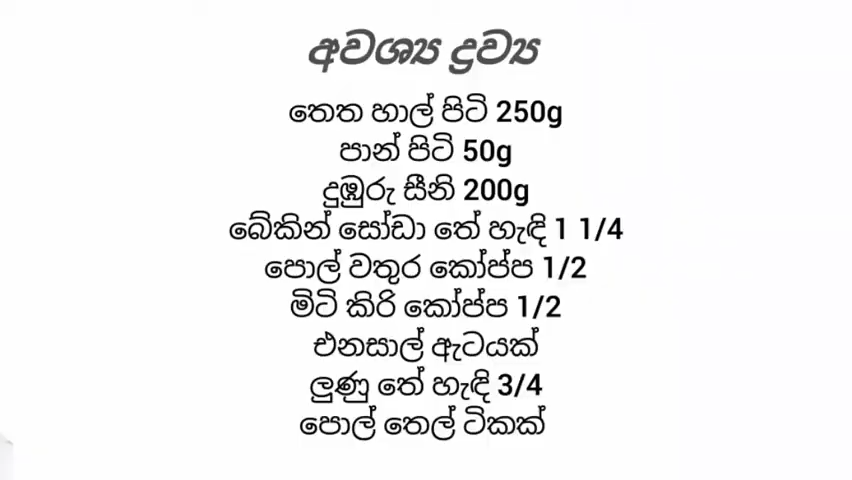 අවශ්‍ය ද්‍රව්‍ය
තෙත හාල් පිටි 250g
පාන් පිටි 50g
දුඹුරු සීනි 200g
බේකින් සෝඩා තේ හැඳි 1 1/4
පොල් වතුර කෝප්ප 1/2
මිටි කිරි කෝප්ප 1/2
එනසාල් ඇටයක්
ලුණු තේ හැඳි 3/4
පොල් තෙල් ටිකක්